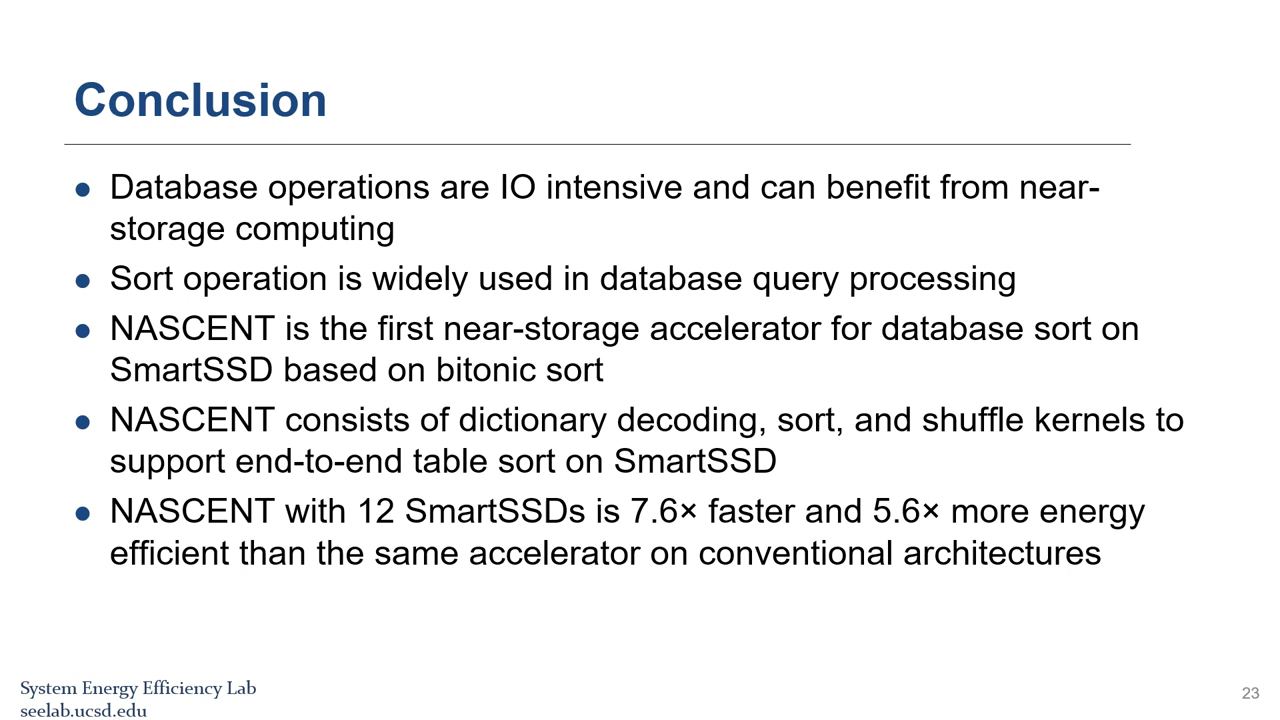 Conclusion
● Database operations are IO intensive and can benefit from near-
storage computing
● Sort operation is widely used in database query processing
● NASCENT is the first near-storage accelerator for database sort on
SmartSSD based on bitonic sort
● NASCENT consists of dictionary decoding, sort, and shuffle kernels to
support end-to-end table sort on SmartSSD
● NASCENT with 12 SmartSSDs is 7.6× faster and 5.6× more energy
efficient than the same accelerator on conventional architectures
System Energy Efficiency Lab
seelab.ucsd.edu
23